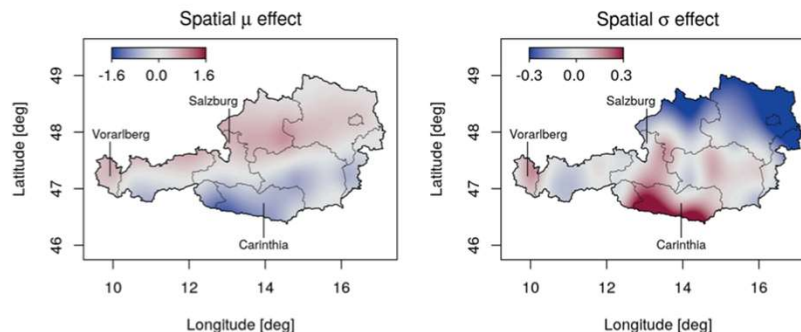 Spatial μ effect
49
48
47
46
Latitude [deg]
-1.6 0.0 1.6
Salzburg
Vorarlberg
Carinthia
10 12 14 16
Longitude [deg]
Spatial σ effect
49
48
47
46
Latitude [deg]
-0.3 0.0 0.3
Salzburg
Vorarlberg
Carinthia
10 12 14 16
Longitude [deg]